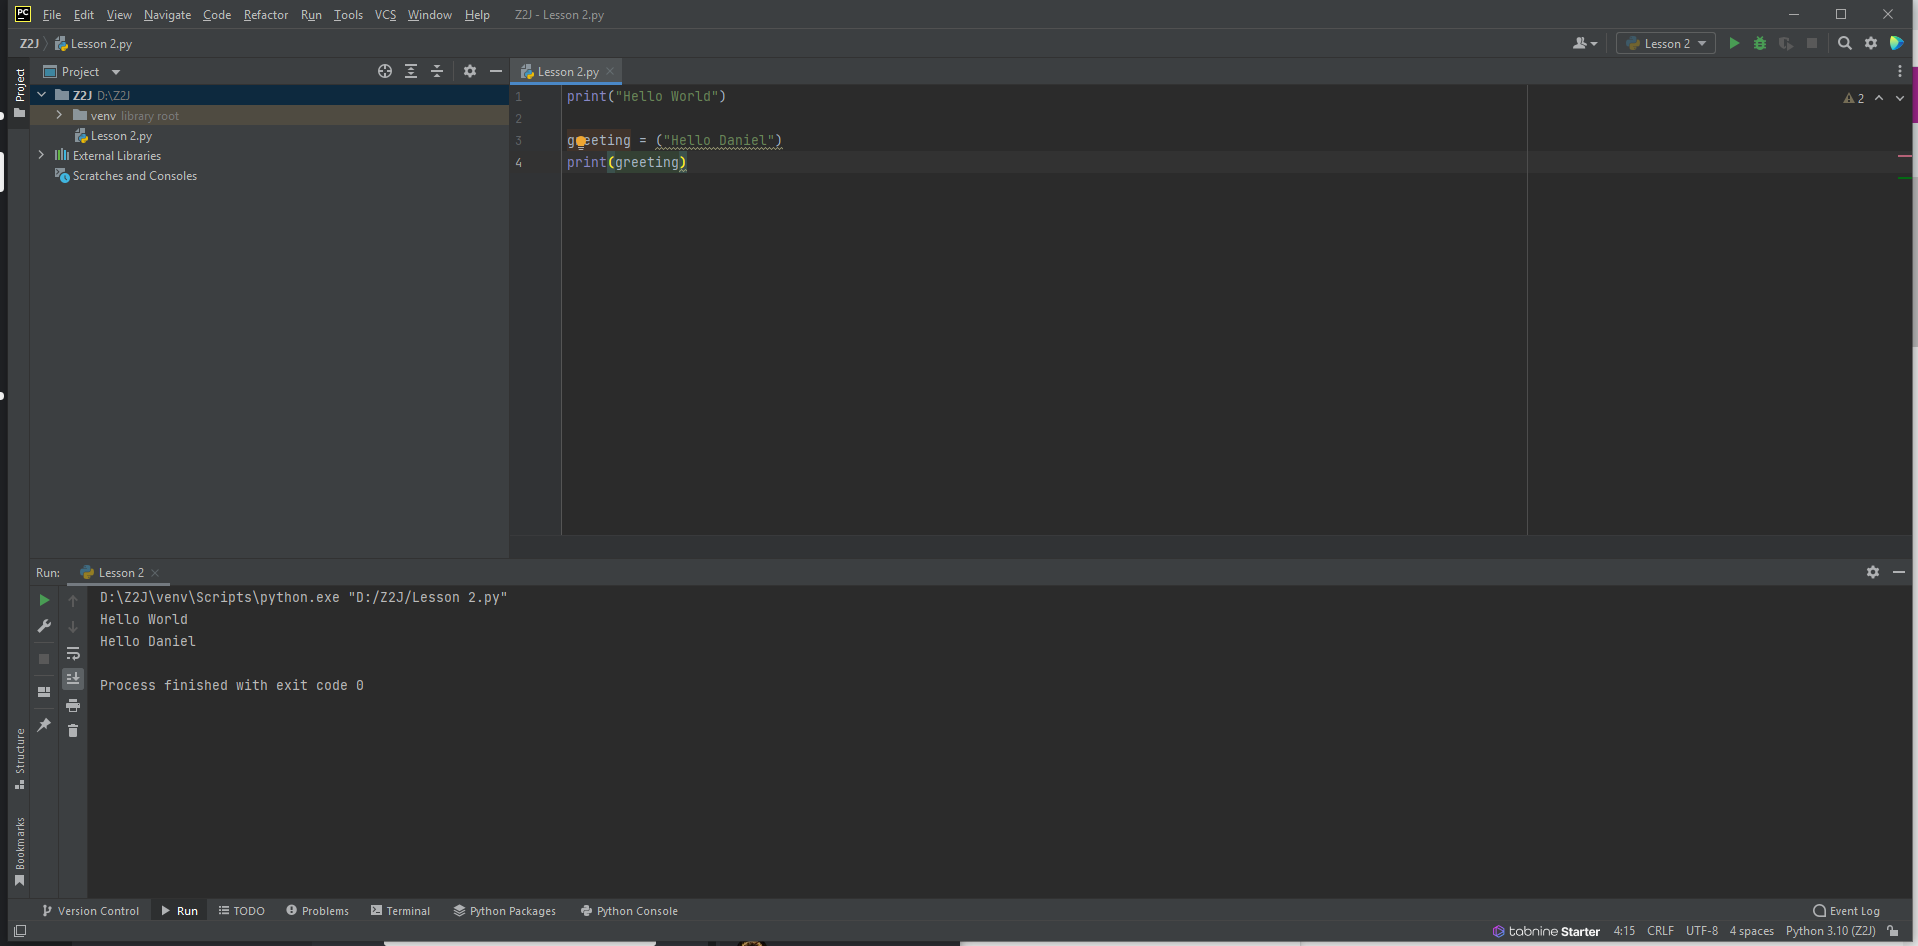 PC File Edit View Navigate Code Refactor Run Tools VCS Window Help Z2J - Lesson 2.py
Z2J Lesson 2.py Lesson 2
Project Project Lesson 2.py
Z2J D:\Z2J
venv library root
Lesson 2.py
External Libraries
Scratches and Consoles
1 print("Hello World") 2
2
3 greeting = ("Hello Daniel")
4 print(greeting)
Run: Lesson 2
D:\Z2J\venv\Scripts\python.exe "D:/Z2J/Lesson 2.py"
Hello World
Hello Daniel
Process finished with exit code 0
Structure
Bookmarks
Version Control Run TODO Problems Terminal Python Packages Python Console Event Log
tabnine Starter 4:15 CRLF UTF-8 4 spaces Python 3.10 (Z2J)